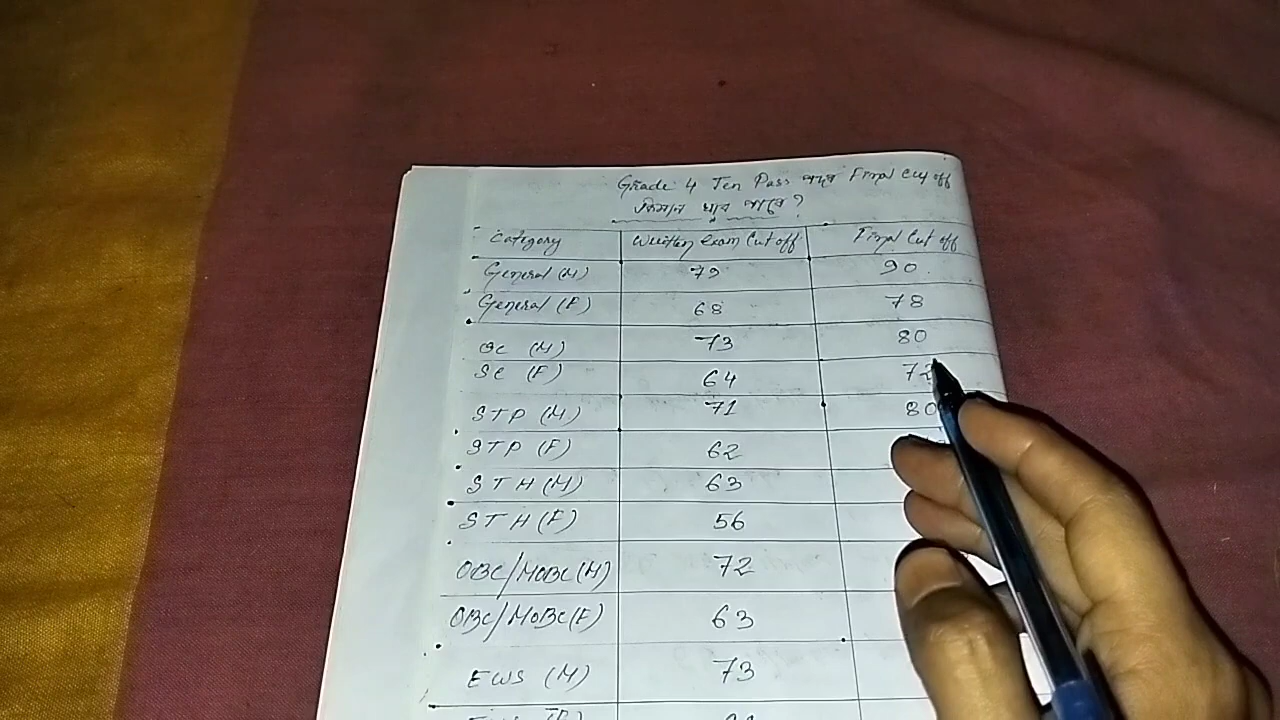 Grade 4 Ten Pass পদৰ Final Cut off
কিমান যাব পাৰে?
Category Written Exam Cut off Final Cut off
General (M) 79 90
General (F) 68 78
SC (M) 73 80
SC (F) 64 72
STP (M) 71 80
STP (F) 62
STH (M) 63
STH (F) 56
OBC/MOBC (M) 72
OBC/MOBC (F) 63
EWS (M) 73